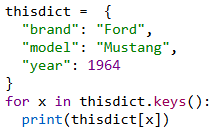 thisdict =  {
  "brand": "Ford",
  "model": "Mustang",
  "year": 1964
}
for x in thisdict.keys():
  print(thisdict[x])